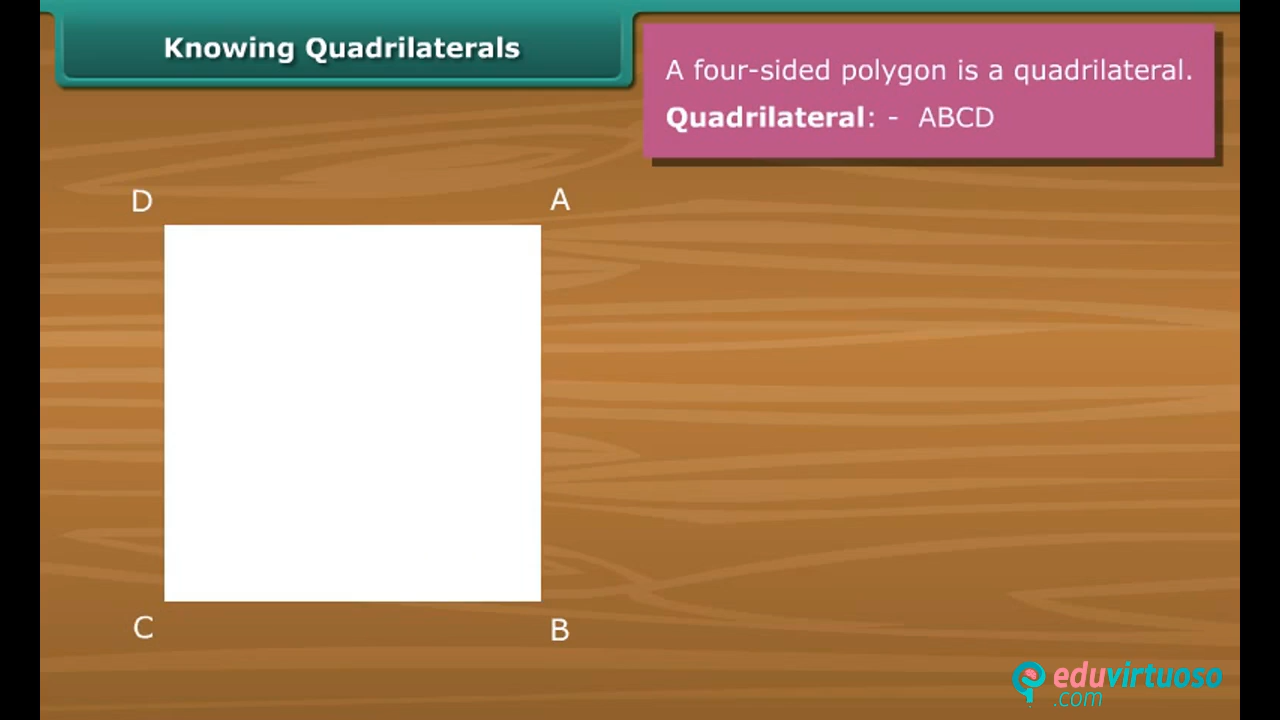 Knowing Quadrilaterals
A four-sided polygon is a quadrilateral.
Quadrilateral: - ABCD
D
A
C
B
eduvirtuoso
.com